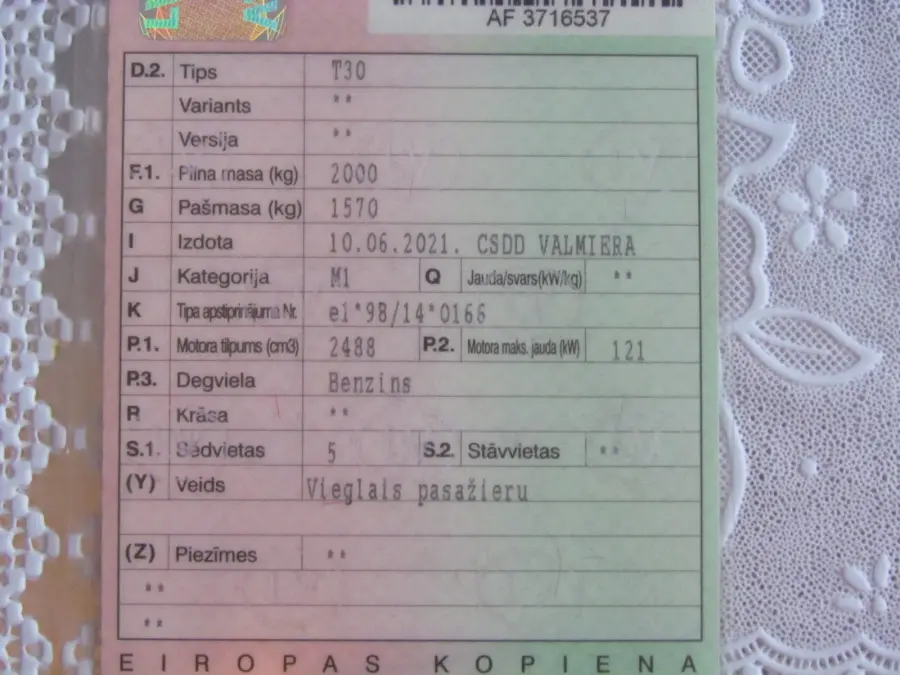 AF 3716537
D.2. Tips T30
Variants **
Versija **
F.1. Pilna masa (kg) 2000
G Pašmasa (kg) 1570
I Izdota 10.06.2021. CSDD VALMIERA
J Kategorija M1 Q Jauda/svars(kW/kg) **
K Tipa apstiprinājuma Nr. e1*98/14*0166
P.1. Motora tilpums (cm3) 2488 P.2. Motora maks. jauda (kW) 121
P.3. Degviela Benzīns
R Krāsa **
S.1. Sēdvietas 5 S.2. Stāvvietas **
(Y) Veids Vieglais pasažieru
(Z) Piezīmes **
**
**
EIROPAS KOPIENA